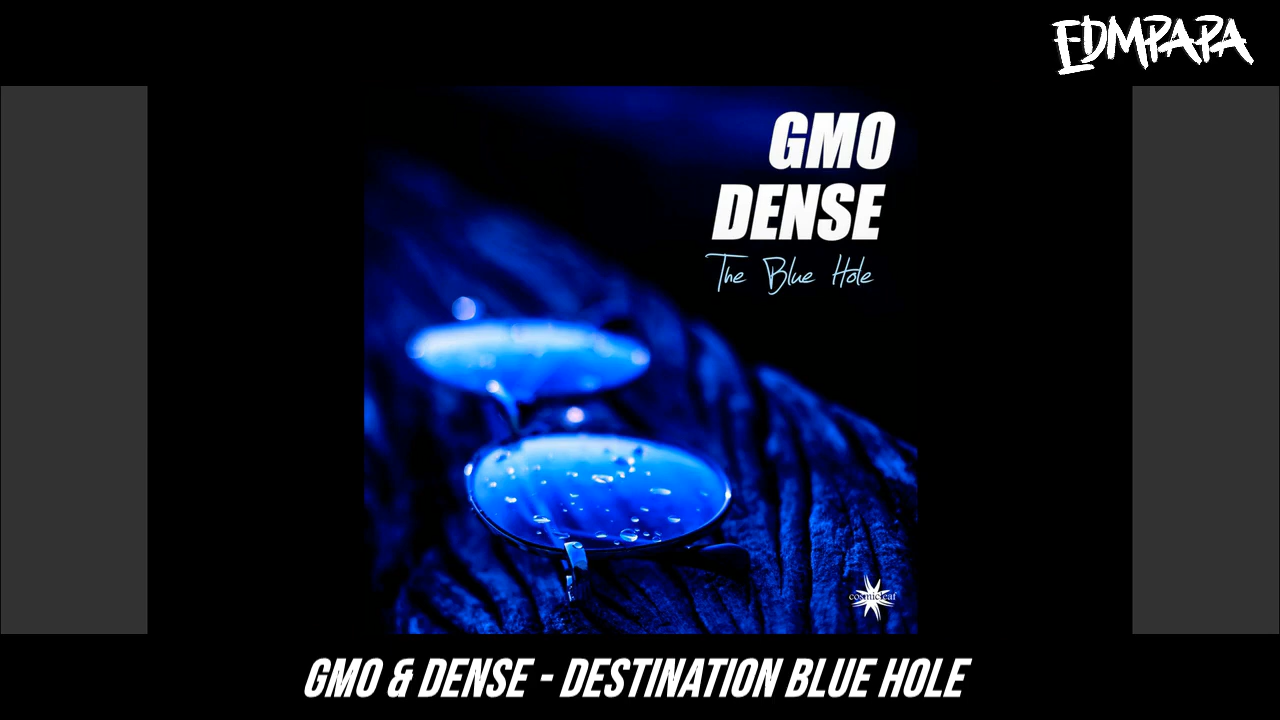 EDMPAPA
GMO
DENSE
The Blue Hole
cosmicleaf
GMO & DENSE - DESTINATION BLUE HOLE